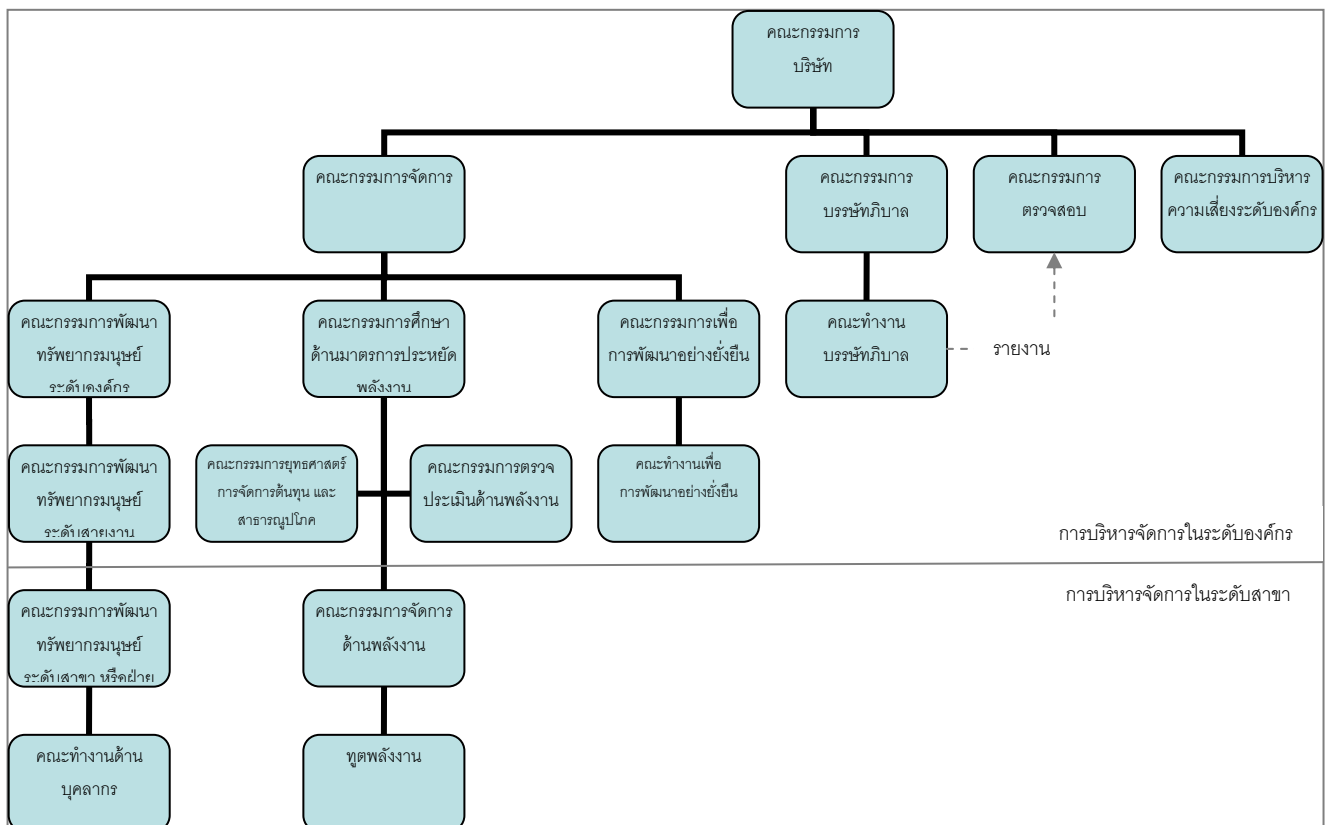 คณะกรรมการ
บริษัท
คณะกรรมการจัดการ
คณะกรรมการ
บรรษัทภิบาล
คณะกรรมการ
ตรวจสอบ
คณะกรรมการบริหาร
ความเสี่ยงระดับองค์กร
คณะกรรมการพัฒนา
ทรัพยากรมนุษย์
ระดับองค์กร
คณะกรรมการศึกษา
ด้านมาตรการประหยัด
พลังงาน
คณะกรรมการเพื่อ
การพัฒนาอย่างยั่งยืน
คณะทำงาน
บรรษัทภิบาล
รายงาน
คณะกรรมการพัฒนา
ทรัพยากรมนุษย์
ระดับสายงาน
คณะกรรมการยุทธศาสตร์
การจัดการต้นทุน และ
สาธารณูปโภค
คณะกรรมการตรวจ
ประเมินด้านพลังงาน
คณะทำงานเพื่อ
การพัฒนาอย่างยั่งยืน
การบริหารจัดการในระดับองค์กร
การบริหารจัดการในระดับสาขา
คณะกรรมการพัฒนา
ทรัพยากรมนุษย์
ระดับสาขา หรือฝ่าย
คณะกรรมการจัดการ
ด้านพลังงาน
คณะทำงานด้าน
บุคลากร
ทูตพลังงาน